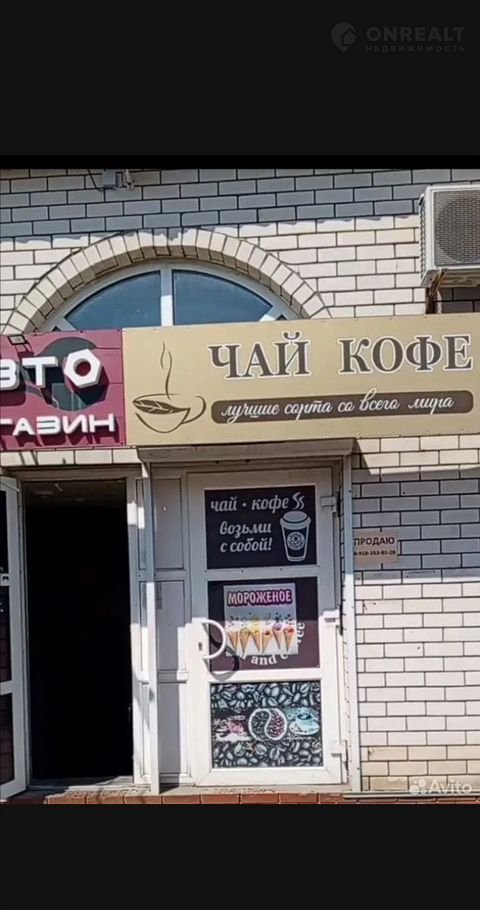 ONREALT
НЕДВИЖИМОСТЬ
ВТО
ГАЗИН
ЧАЙ КОФЕ
лучшие сорта со всего мира
чай • кофе
возьми
с собой!
ПРОДАЮ
МОРОЖЕНОЕ
and
Avito